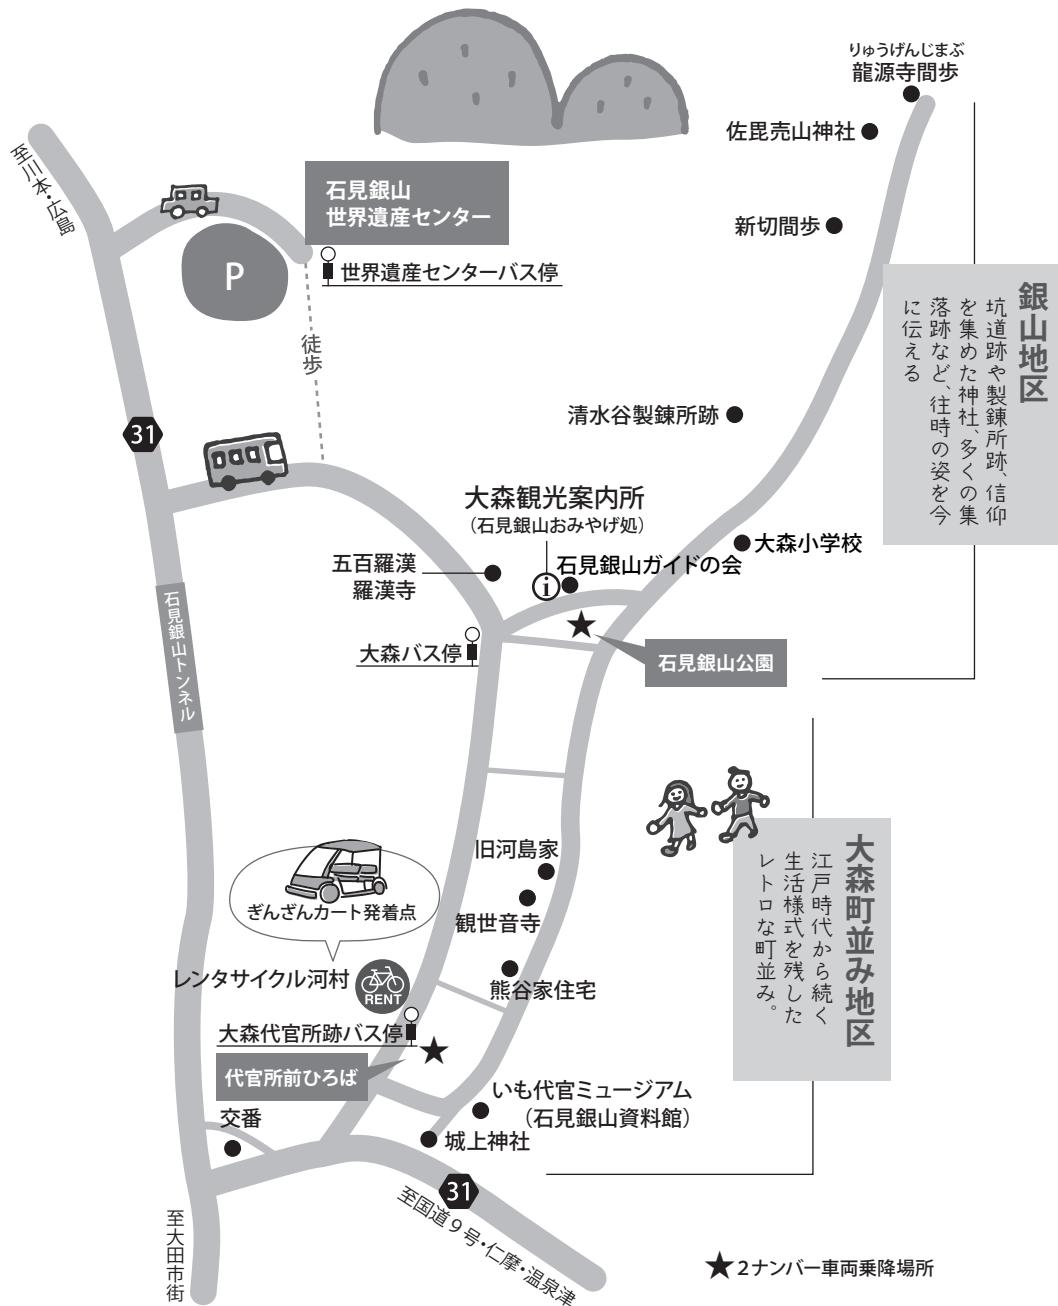 りゅうげんじまぶ
龍源寺間歩
佐毘売山神社
新切間歩
至川本・広島
石見銀山
世界遺産センター
P
世界遺産センターバス停
徒歩
銀山地区
坑道跡や製錬所跡、信仰
を集めた神社、多くの集
落跡など、往時の姿を今
に伝える
31
清水谷製錬所跡
大森観光案内所
(石見銀山おみやげ処)
大森小学校
五百羅漢
羅漢寺
i
石見銀山ガイドの会
石見銀山トンネル
大森バス停
石見銀山公園
大森町並み地区
江戸時代から続く
生活様式を残した
レトロな町並み。
旧河島家
ぎんざんカート発着点
観世音寺
レンタサイクル河村
RENT
熊谷家住宅
大森代官所跡バス停
代官所前ひろば
いも代官ミュージアム
(石見銀山資料館)
交番
城上神社
31
至国道9号・仁摩・温泉津
至大田市街
★2ナンバー車両乗降場所